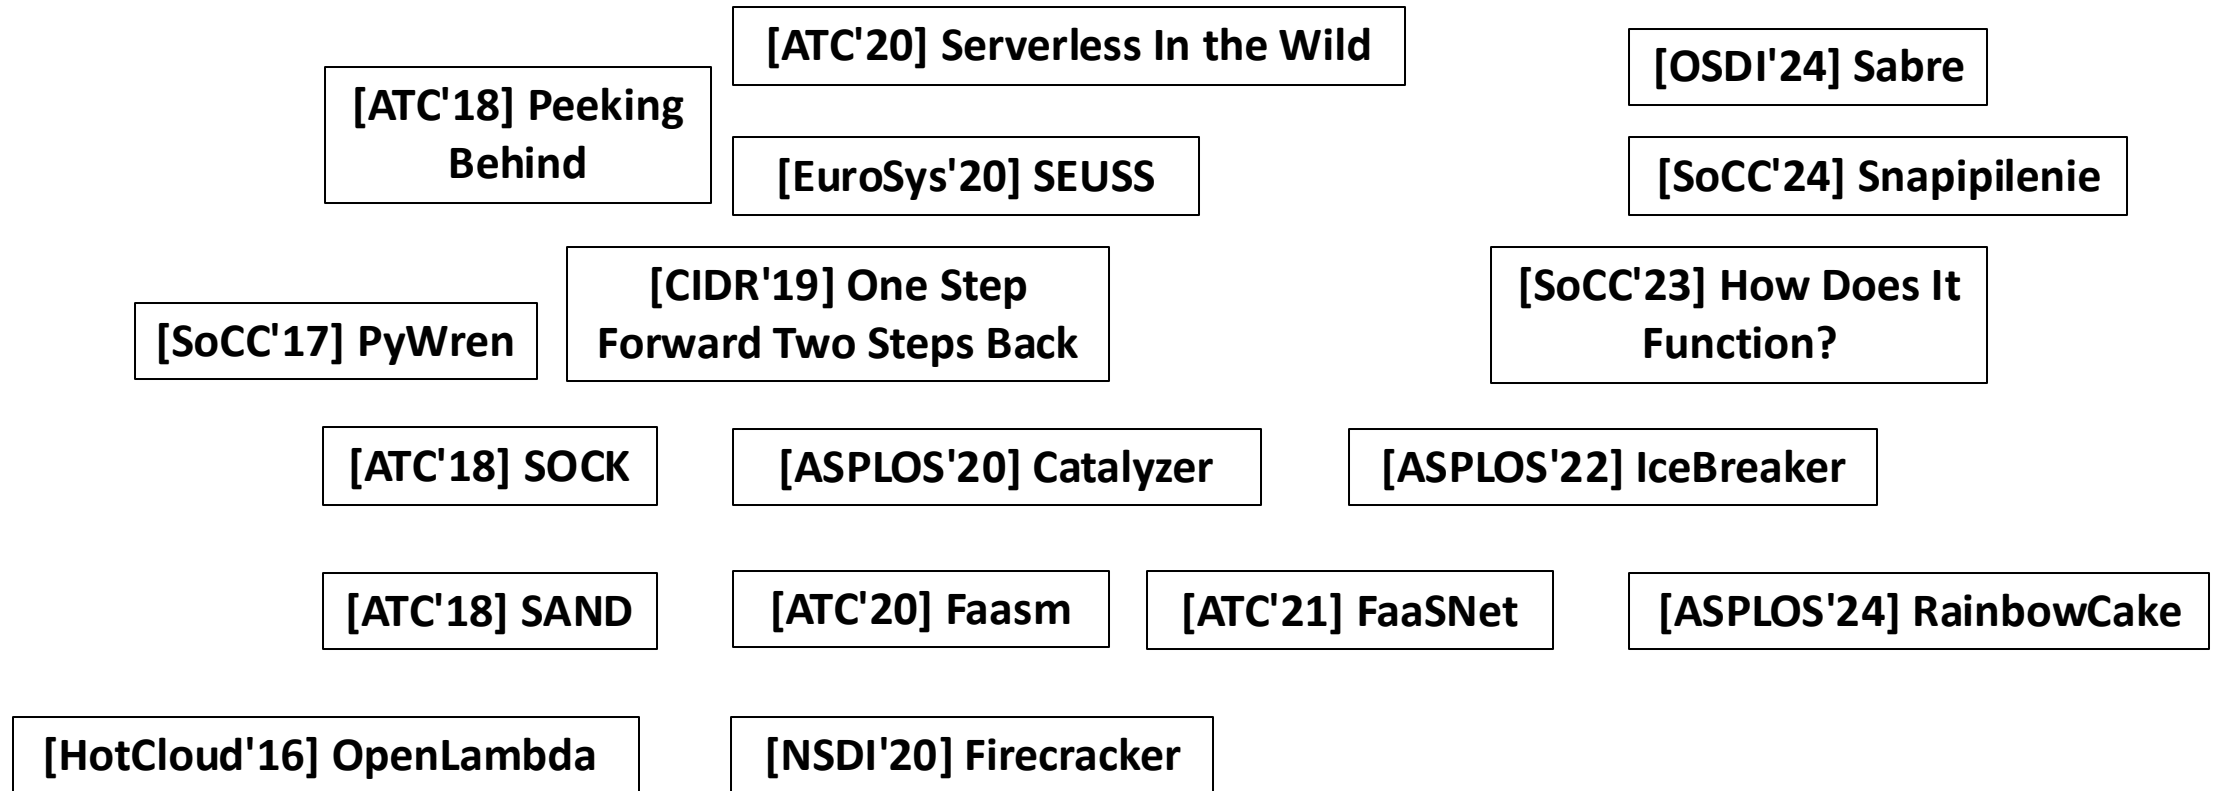 [ATC'20] Serverless In the Wild
[OSDI'24] Sabre
[ATC'18] Peeking
Behind
[EuroSys'20] SEUSS
[SoCC'24] Snapipilenie
[CIDR'19] One Step
Forward Two Steps Back
[SoCC'23] How Does It
Function?
[SoCC'17] PyWren
[ATC'18] SOCK
[ASPLOS'20] Catalyzer
[ASPLOS'22] IceBreaker
[ATC'18] SAND
[ATC'20] Faasm
[ATC'21] FaaSNet
[ASPLOS'24] RainbowCake
[HotCloud'16] OpenLambda
[NSDI'20] Firecracker